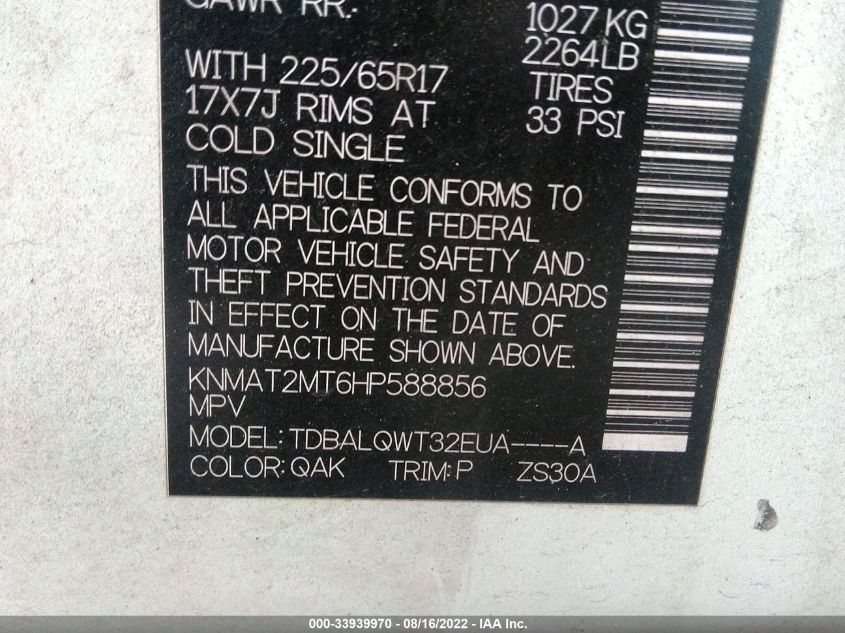 GAWR RR:
1027 KG
2264LB
WITH 225/65R17 TIRES
17X7J RIMS AT 33 PSI
COLD SINGLE
THIS VEHICLE CONFORMS TO
ALL APPLICABLE FEDERAL
MOTOR VEHICLE SAFETY AND
THEFT PREVENTION STANDARDS
IN EFFECT ON THE DATE OF
MANUFACTURE SHOWN ABOVE.
KNMAT2MT6HP588856
MPV
MODEL: TDBALQWT32EUA-----A
COLOR: QAK TRIM: P ZS30A
000-33939970 - 08/16/2022 - IAA Inc.